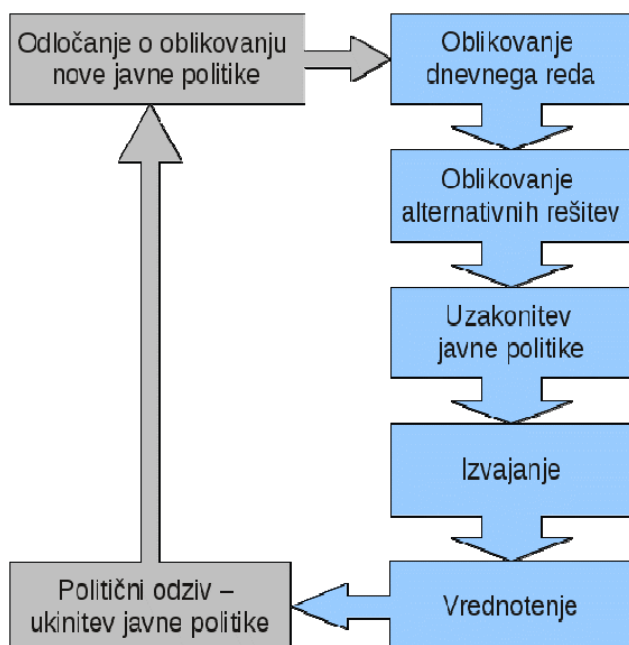 Odločanje o oblikovanju
nove javne politike
Oblikovanje
dnevnega reda
Oblikovanje
alternativnih rešitev
Uzakonitev
javne politike
Izvajanje
Vrednotenje
Politični odziv –
ukinitev javne politike